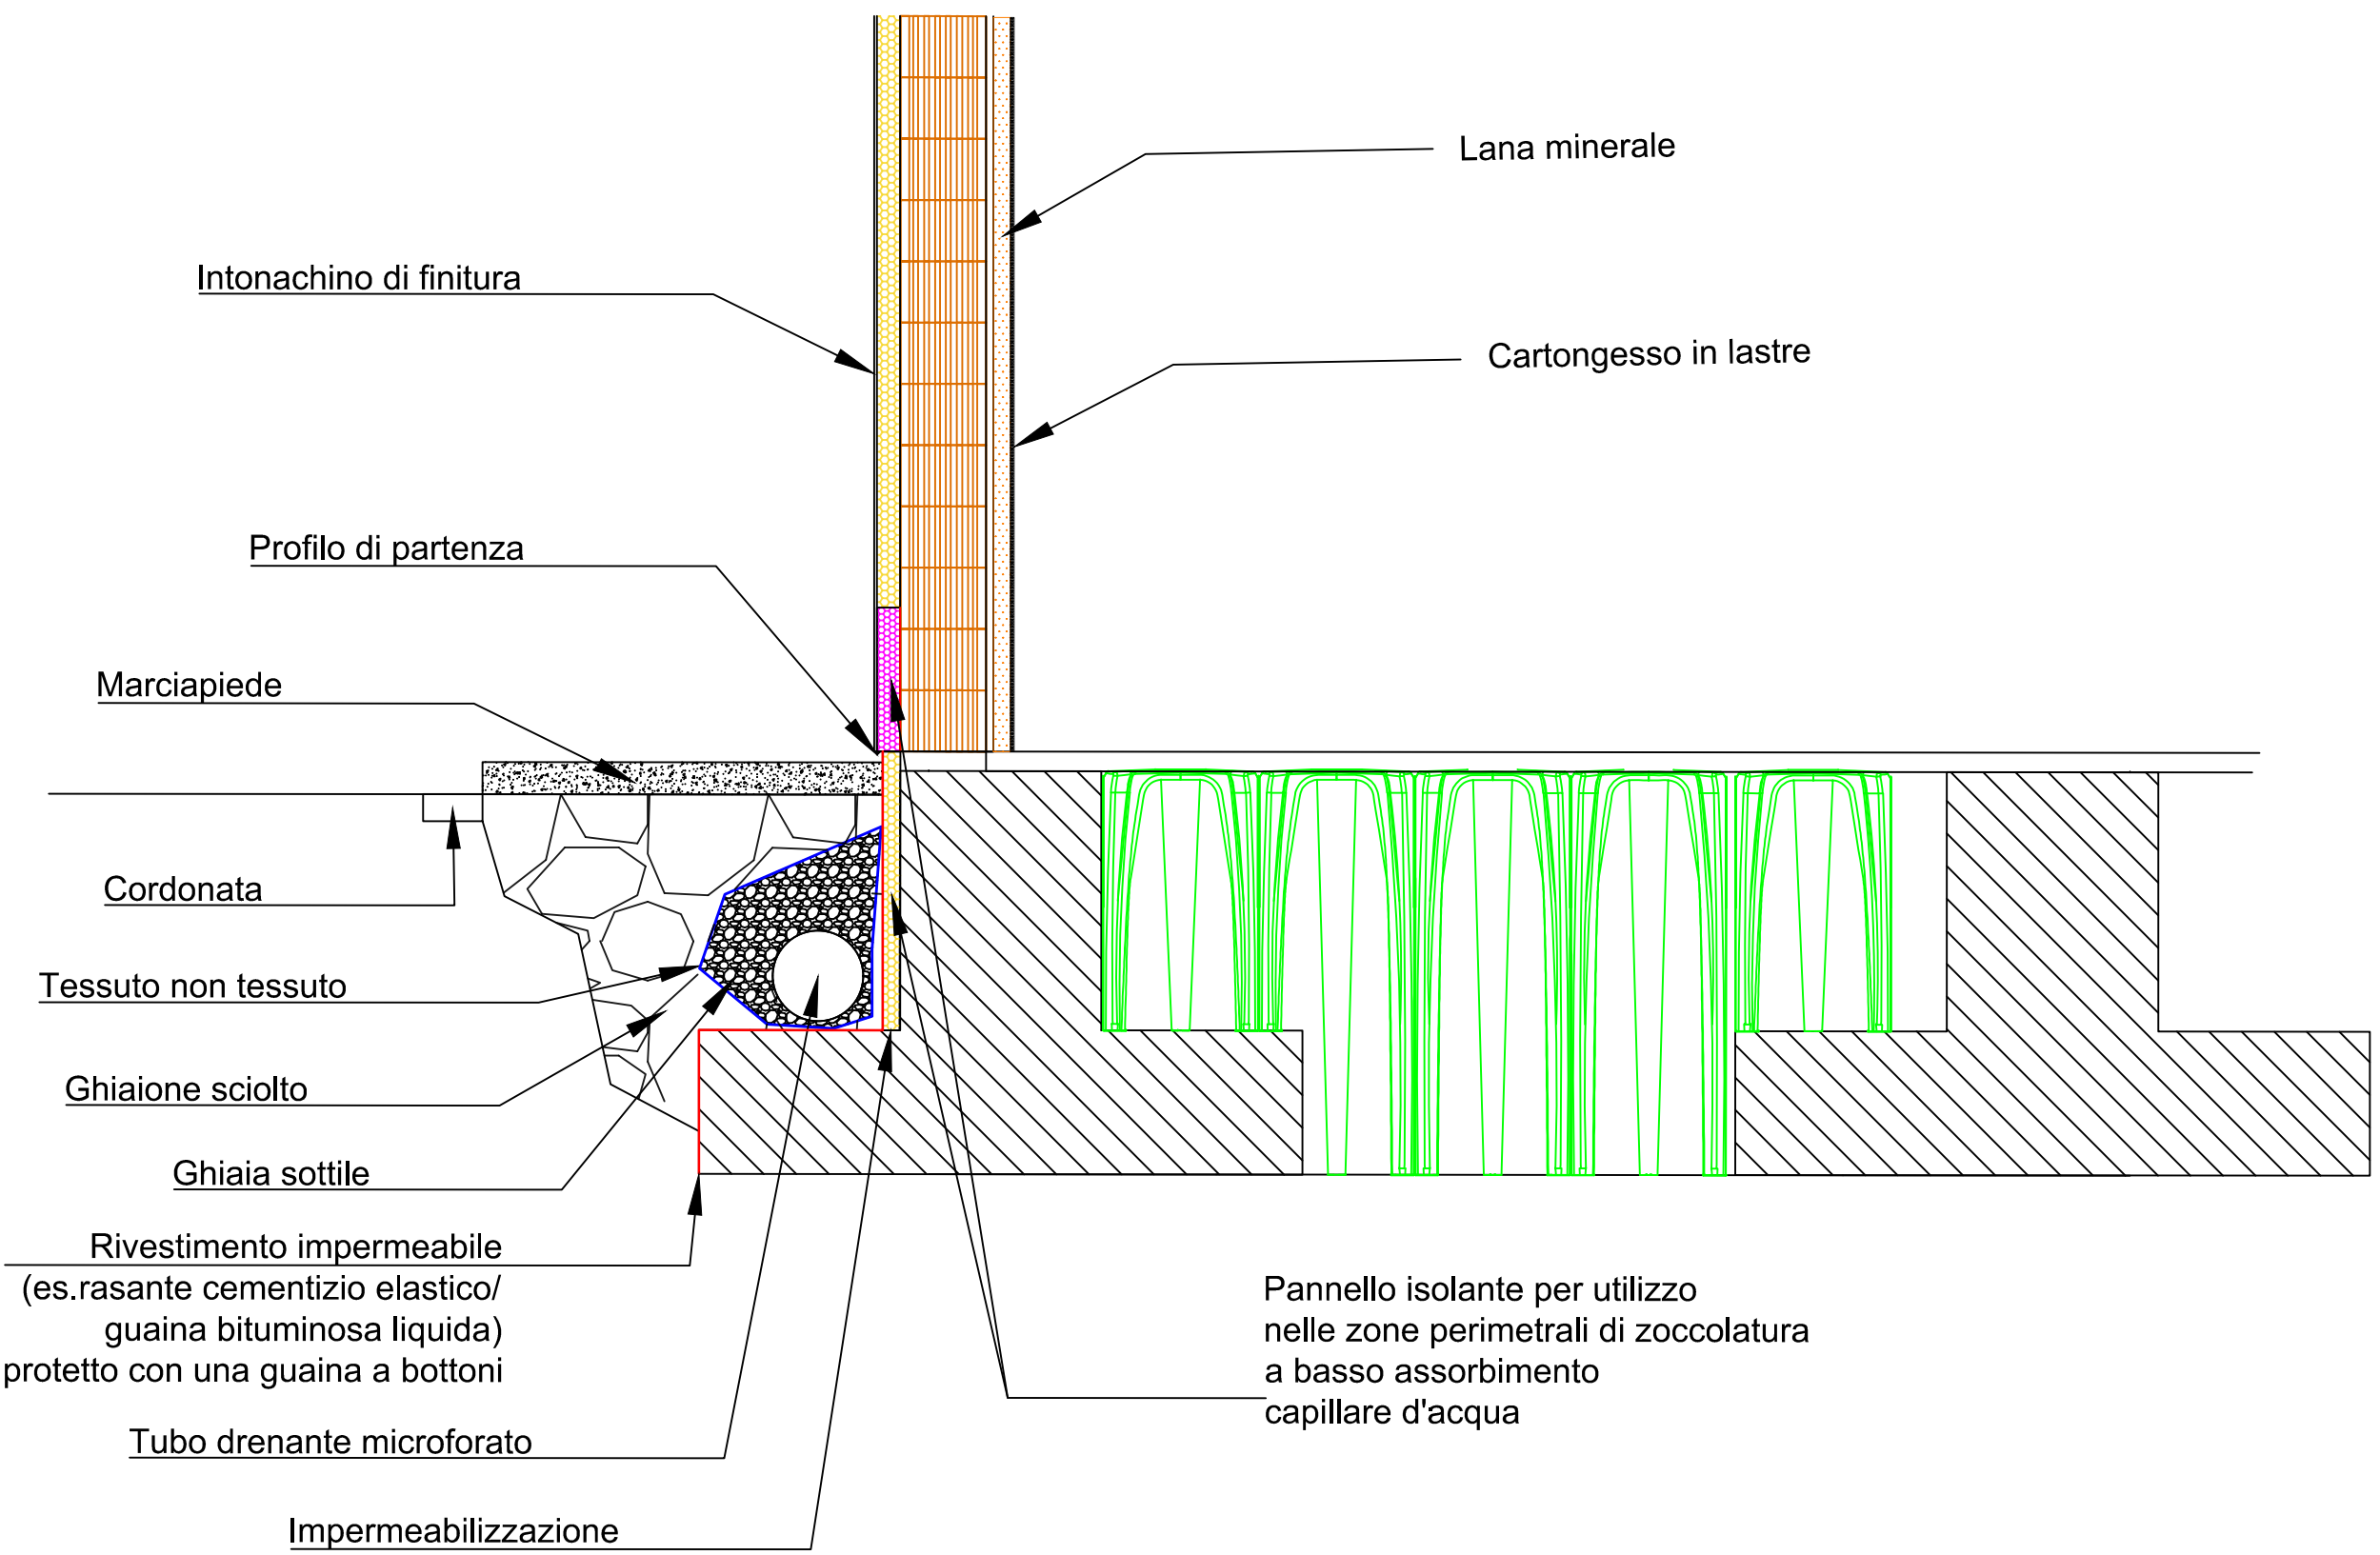 Lana minerale
Intonachino di finitura
Cartongesso in lastre
Profilo di partenza
Marciapiede
Cordonata
Tessuto non tessuto
Ghiaione sciolto
Ghiaia sottile
Rivestimento impermeabile
(es.rasante cementizio elastico/
guaina bituminosa liquida)
protetto con una guaina a bottoni
Pannello isolante per utilizzo
nelle zone perimetrali di zoccolatura
a basso assorbimento
capillare d'acqua
Tubo drenante microforato
Impermeabilizzazione